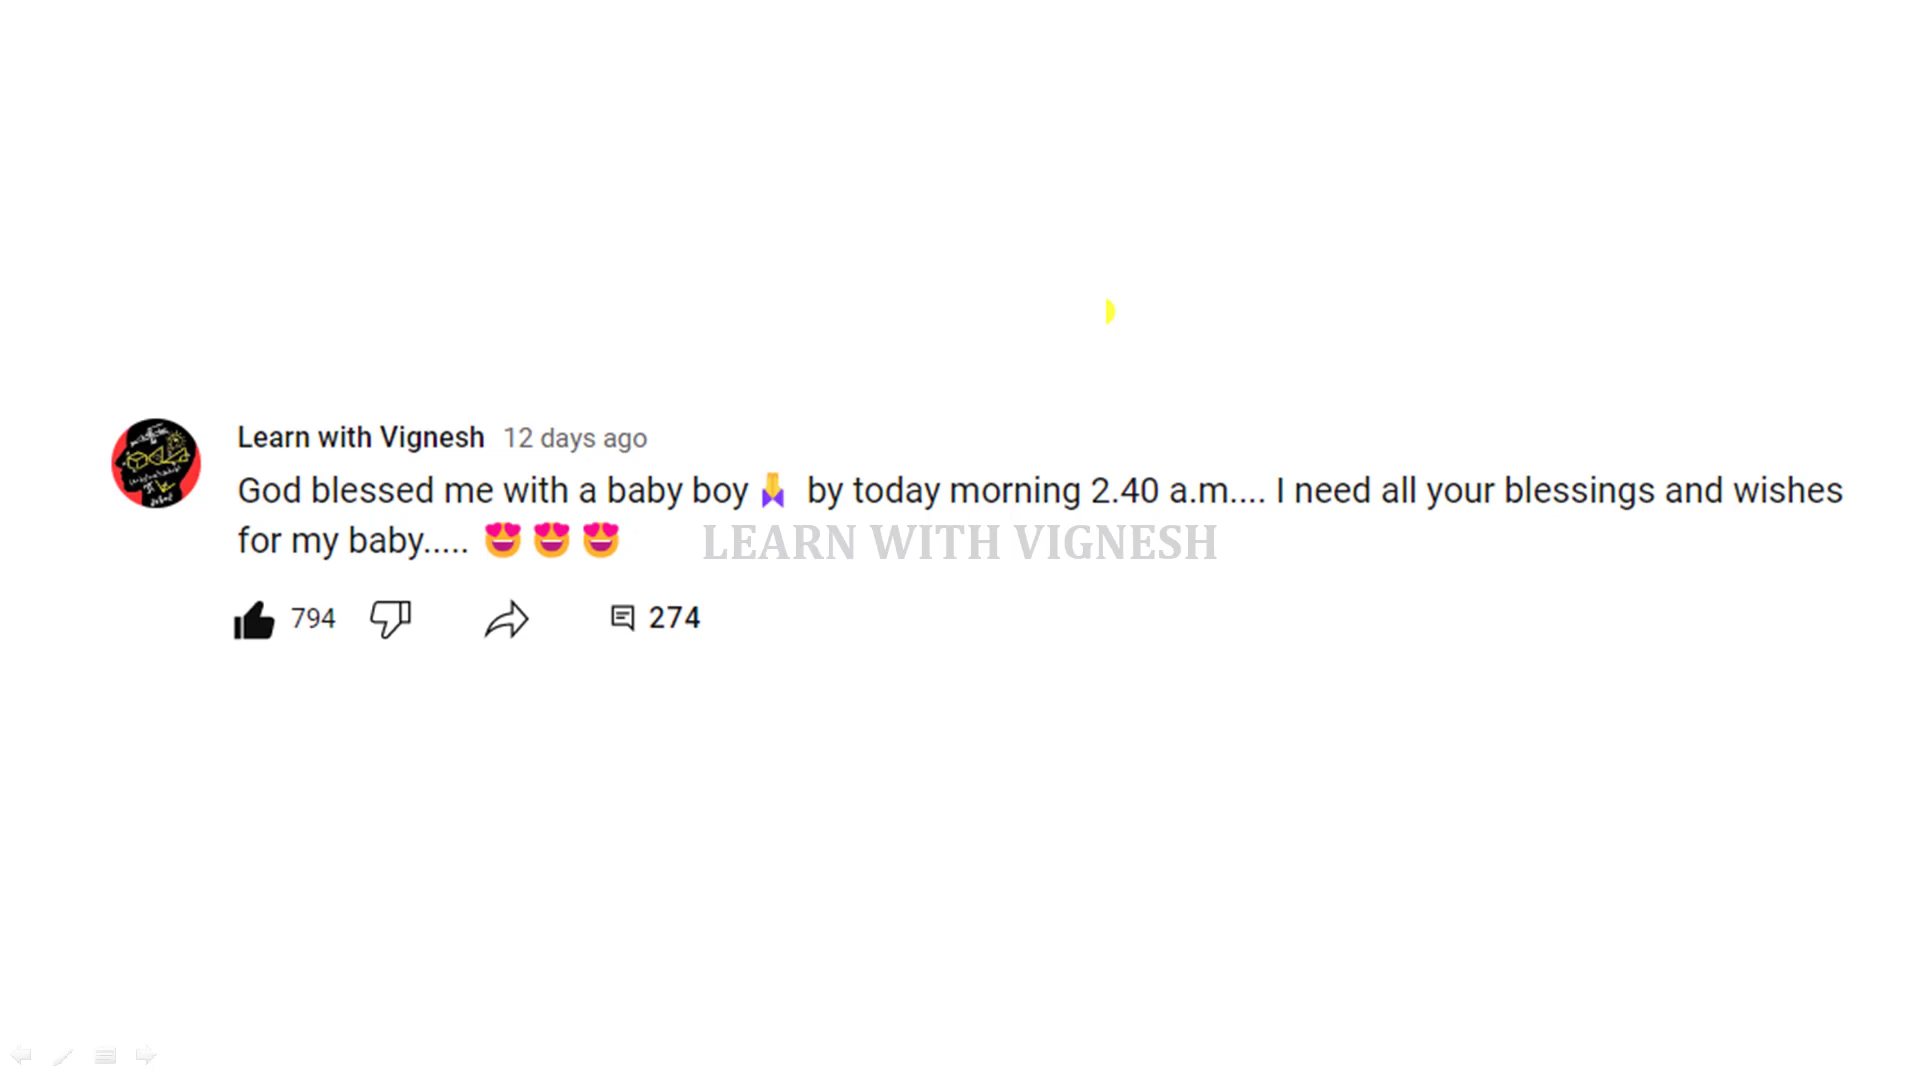 Learn with Vignesh 12 days ago
God blessed me with a baby boy🙏 by today morning 2.40 a.m.... I need all your blessings and wishes
for my baby..... 😍 😍 😍
LEARN WITH VIGNESH
794 274